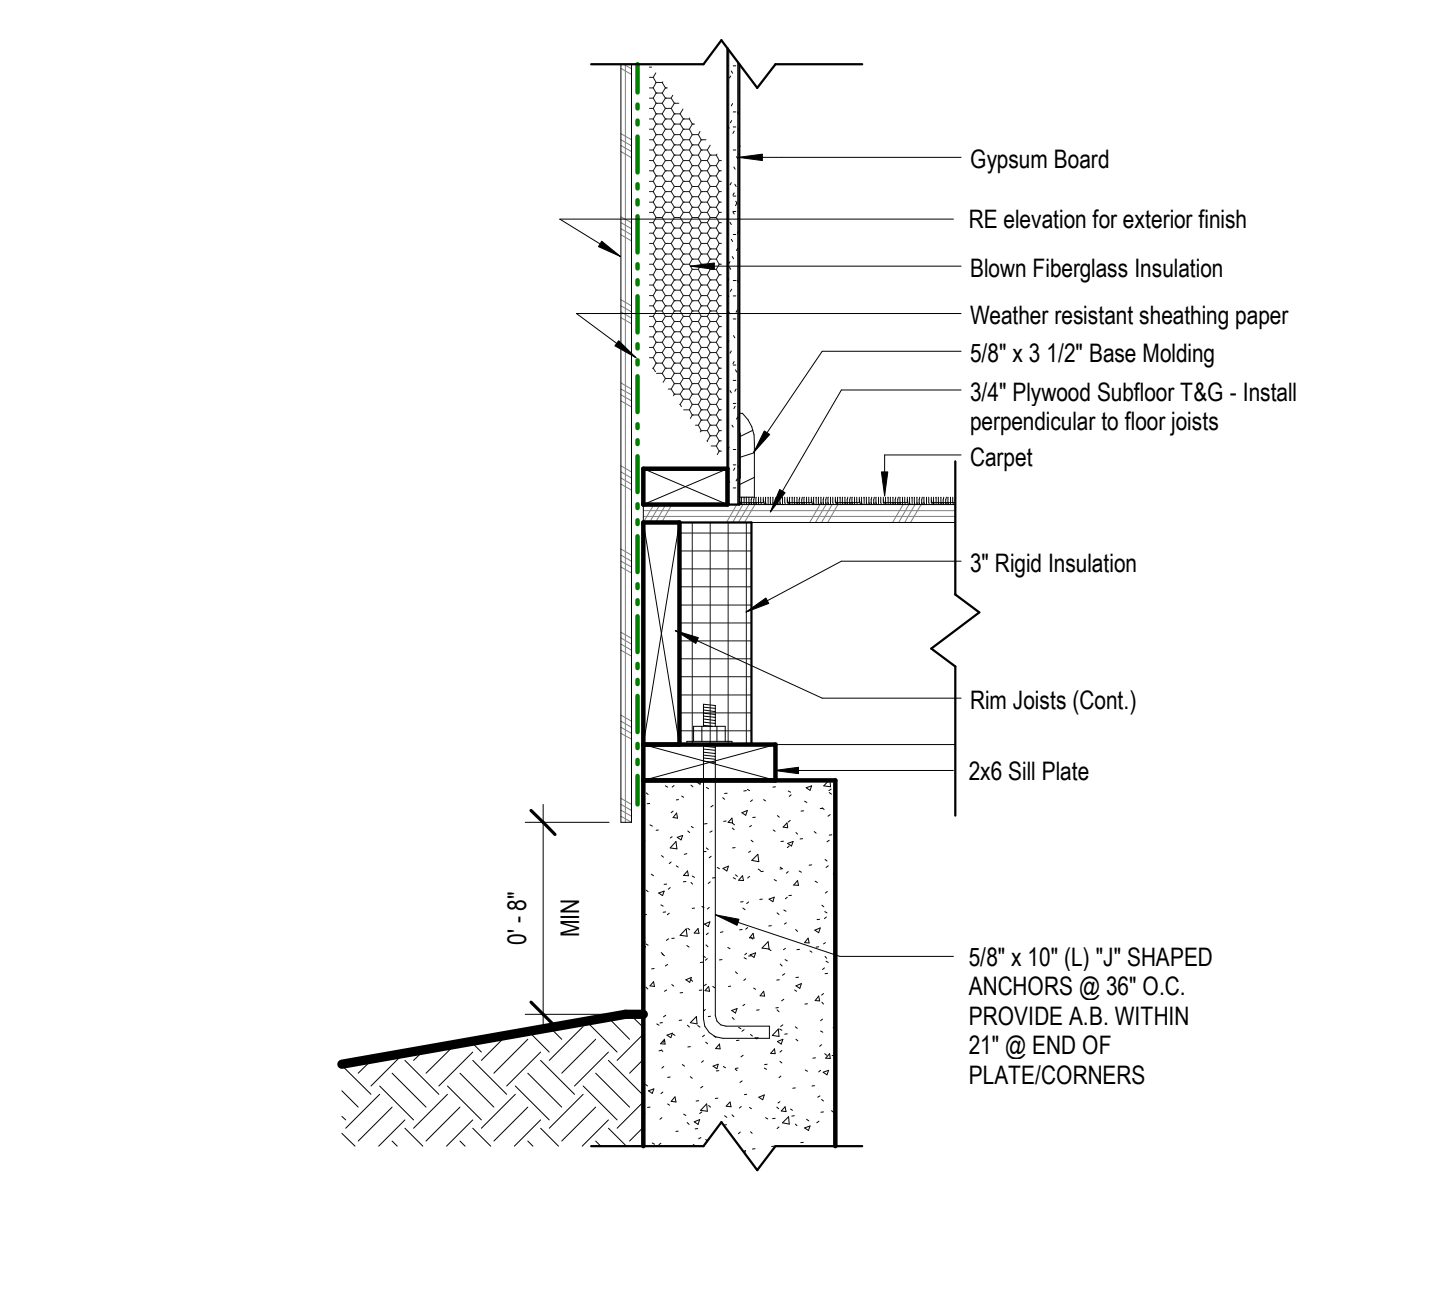 Gypsum Board
RE elevation for exterior finish
Blown Fiberglass Insulation
Weather resistant sheathing paper
5/8" x 3 1/2" Base Molding
3/4" Plywood Subfloor T&G - Install
perpendicular to floor joists
Carpet
3" Rigid Insulation
Rim Joists (Cont.)
2x6 Sill Plate
0' - 8"
MIN
5/8" x 10" (L) "J" SHAPED
ANCHORS @ 36" O.C.
PROVIDE A.B. WITHIN
21" @ END OF
PLATE/CORNERS